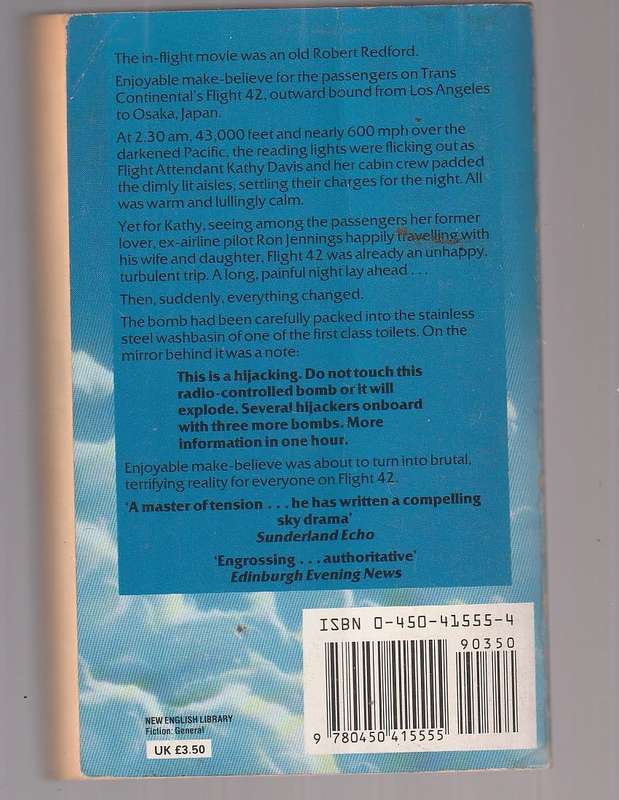 The in-flight movie was an old Robert Redford.
Enjoyable make-believe for the passengers on Trans
Continental's Flight 42, outward bound from Los Angeles
to Osaka, Japan.
At 2.30 am, 43,000 feet and nearly 600 mph over the
darkened Pacific, the reading lights were flicking out as
Flight Attendant Kathy Davis and her cabin crew padded
the dimly lit aisles, settling their charges for the night. All
was warm and lullingly calm.
Yet for Kathy, seeing among the passengers her former
lover, ex-airline pilot Ron Jennings happily travelling with
his wife and daughter, Flight 42 was already an unhappy,
turbulent trip. A long, painful night lay ahead ...
Then, suddenly, everything changed.
The bomb had been carefully packed into the stainless
steel washbasin of one of the first class toilets. On the
mirror behind it was a note:
This is a hijacking. Do not touch this
radio-controlled bomb or it will
explode. Several hijackers onboard
with three more bombs. More
information in one hour.
Enjoyable make-believe was about to turn into brutal,
terrifying reality for everyone on Flight 42.
'A master of tension ... he has written a compelling
sky drama'
Sunderland Echo
'Engrossing ... authoritative'
Edinburgh Evening News
ISBN 0-450-41555-4
90350
9 780450 415555
NEW ENGLISH LIBRARY
Fiction: General
UK £3.50